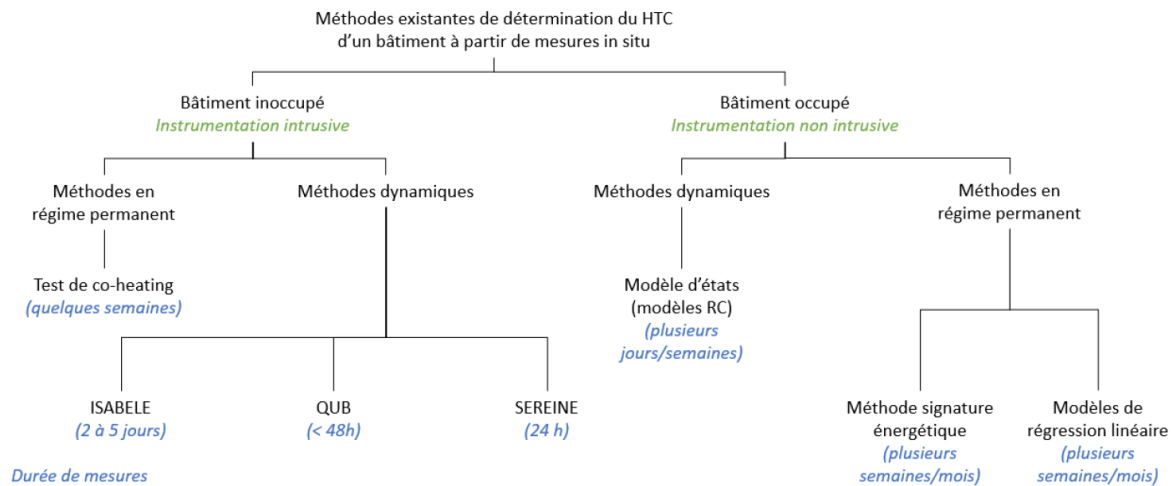 Méthodes existantes de détermination du HTC
d'un bâtiment à partir de mesures in situ
Bâtiment inoccupé
Instrumentation intrusive
Bâtiment occupé
Instrumentation non intrusive
Méthodes en
régime permanent
Méthodes dynamiques
Méthodes dynamiques
Méthodes en
régime permanent
Test de co-heating
(quelques semaines)
Modèle d'états
(modèles RC)
(plusieurs
jours/semaines)
ISABELE
(2 à 5 jours)
QUB
(< 48h)
SEREINE
(24 h)
Méthode signature
énergétique
(plusieurs
semaines/mois)
Modèles de
régression linéaire
(plusieurs
semaines/mois)
Durée de mesures